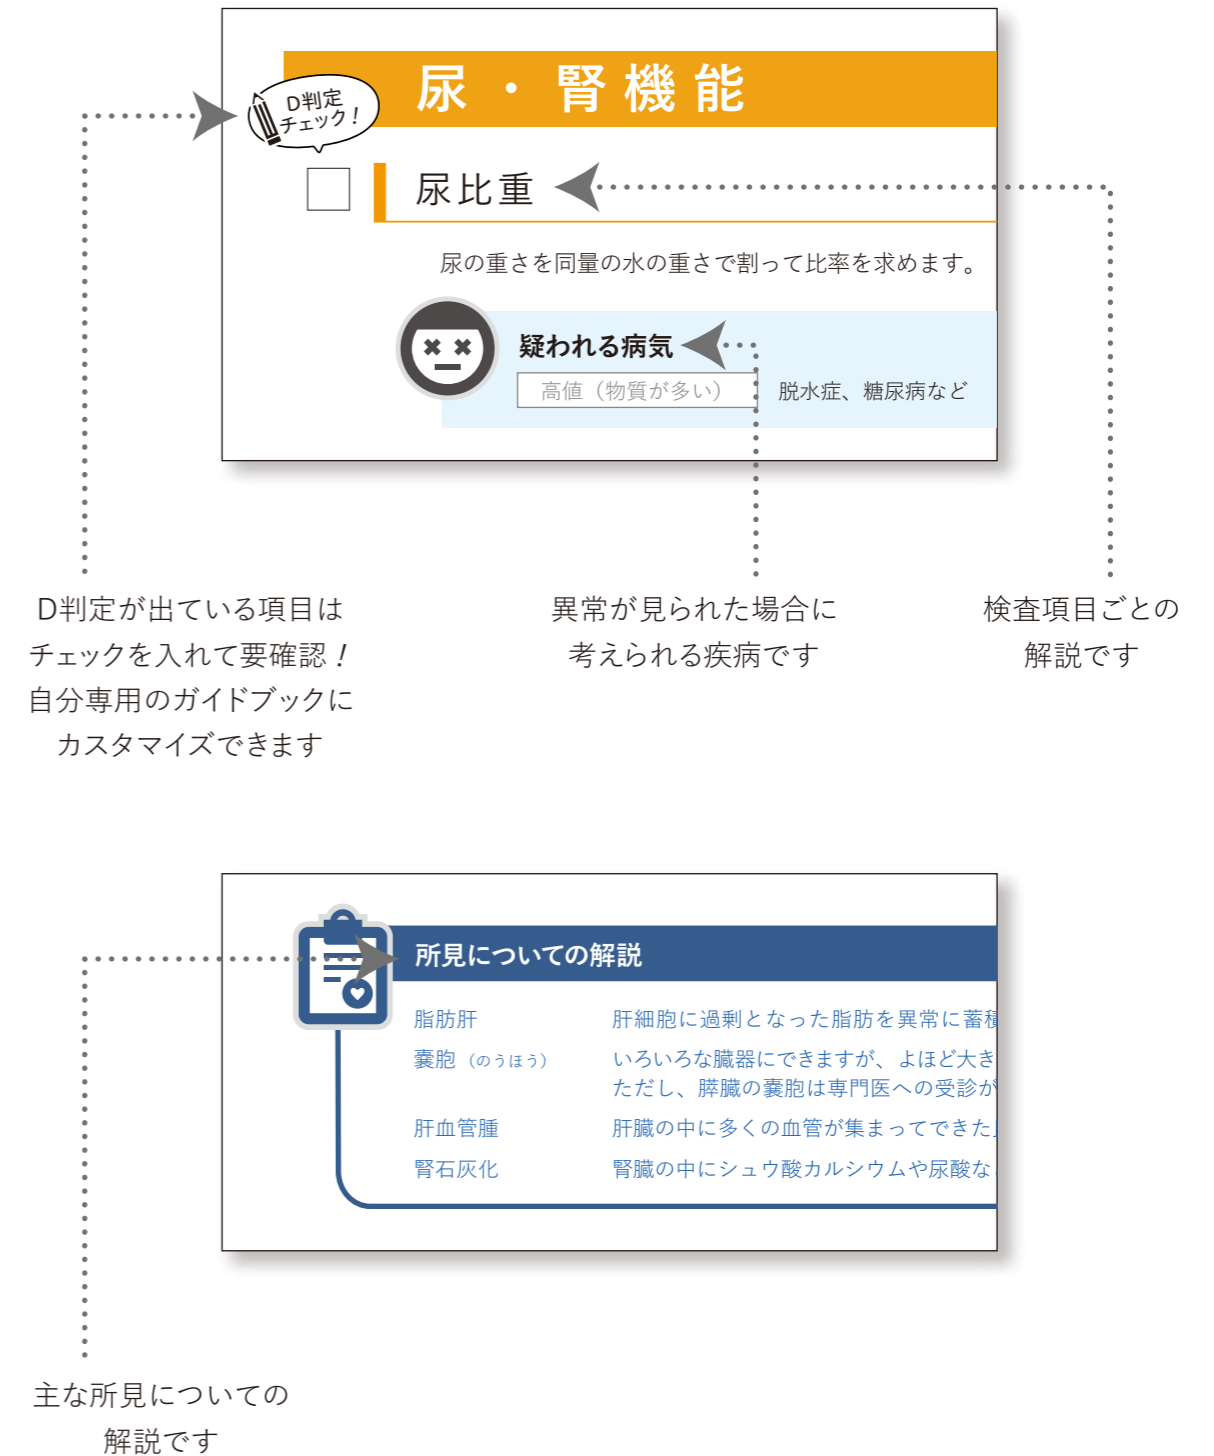 尿・腎機能
D判定
チェック！
尿比重
尿の重さを同量の水の重さで割って比率を求めます。
疑われる病気
高値（物質が多い） 脱水症、糖尿病など
D判定が出ている項目は
チェックを入れて要確認！
自分専用のガイドブックに
カスタマイズできます
異常が見られた場合に
考えられる疾病です
検査項目ごとの
解説です
所見についての解説
脂肪肝 肝細胞に過剰となった脂肪を異常に蓄積
嚢胞（のうほう） いろいろな臓器にできますが、よほど大き
ただし、膵臓の嚢胞は専門医への受診が
肝血管腫 肝臓の中に多くの血管が集まってできた
腎石灰化 腎臓の中にシュウ酸カルシウムや尿酸な
主な所見についての
解説です